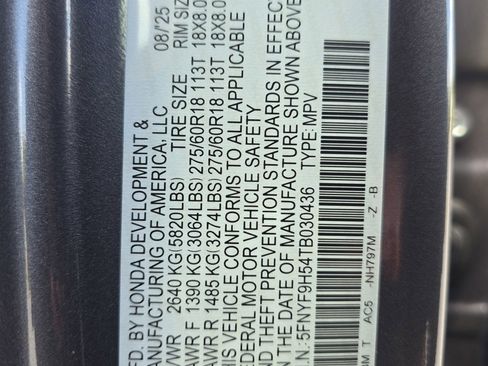 MFD. BY HONDA DEVELOPMENT & 08/25
MANUFACTURING OF AMERICA, LLC
GVWR 2640 KG(5820LBS) TIRE SIZE RIM SIZE
GAWR F 1390 KG(3064LBS) 275/60R18 113T 18X8.0
GAWR R 1485 KG(3274LBS) 275/60R18 113T 18X8.0
THIS VEHICLE CONFORMS TO ALL APPLICABLE
FEDERAL MOTOR VEHICLE SAFETY
AND THEFT PREVENTION STANDARDS IN EFFECT
ON THE DATE OF MANUFACTURE SHOWN ABOVE
V.I.N.:5FNYF9H54TB030436 TYPE: MPV
T AC5 -NH797M -Z -B